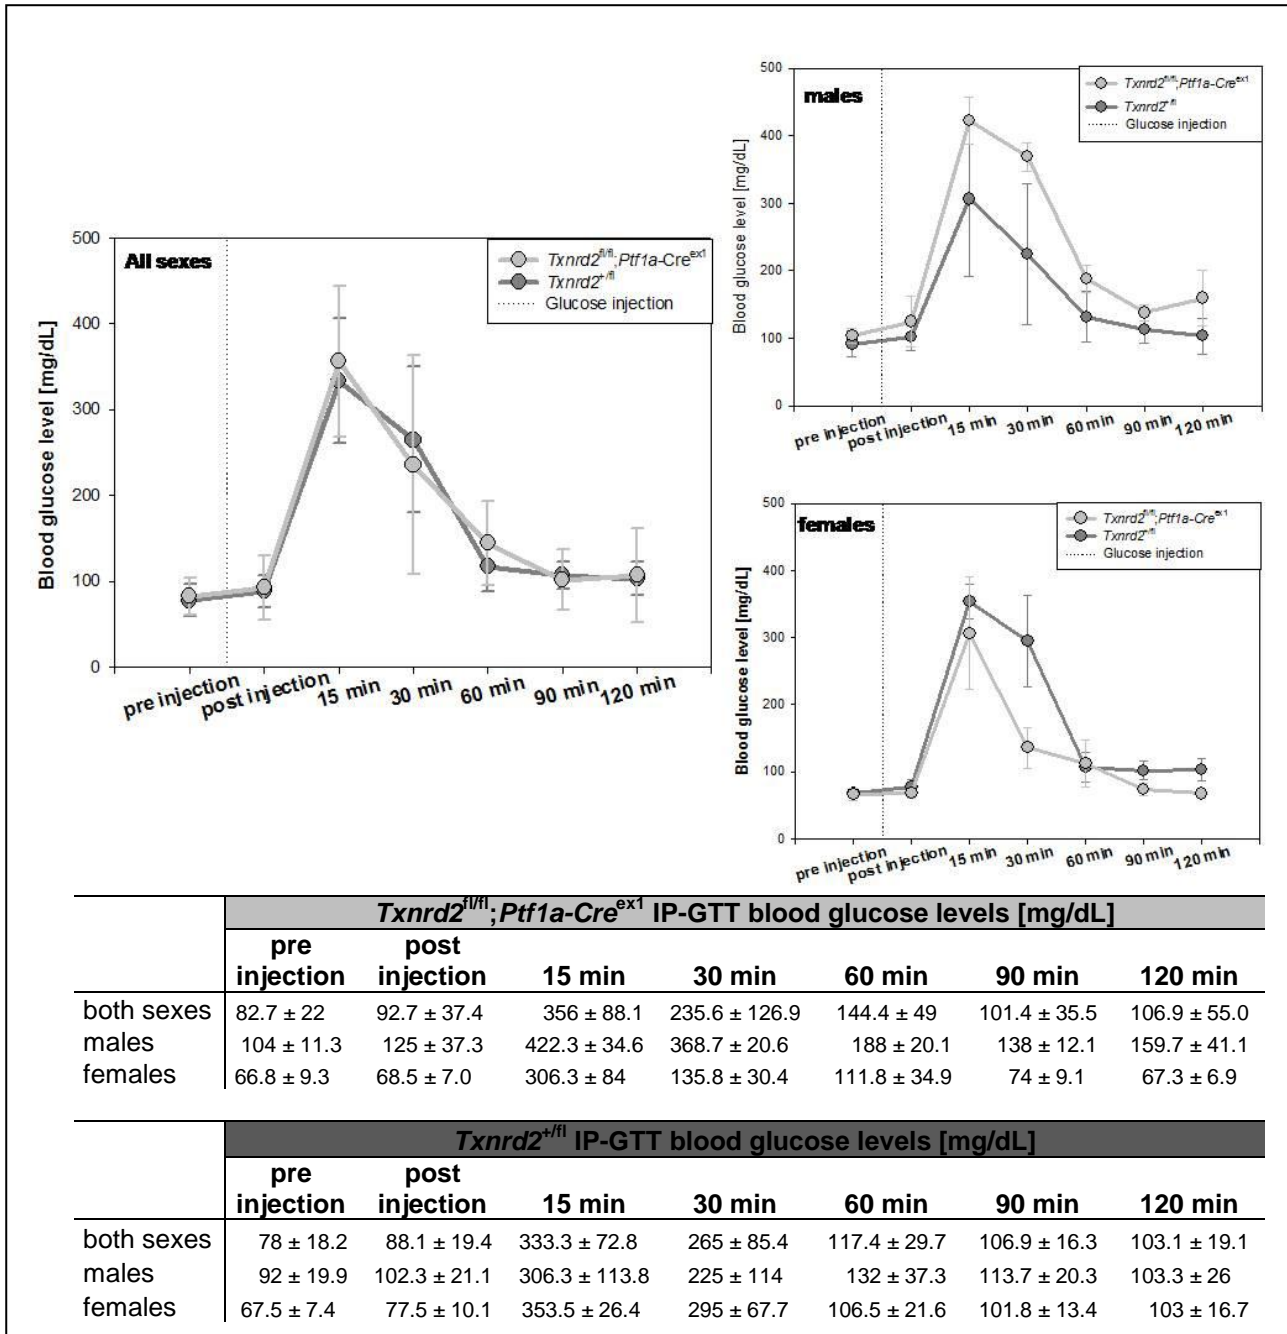 All sexes
Txnrd2fl/fl;Ptf1a-Creex1
Txnrd2+/fl
Glucose injection
Blood glucose level [mg/dL]
500
400
300
200
100
0
pre injection
post injection
15 min
30 min
60 min
90 min
120 min
males
Txnrd2fl/fl;Ptf1a-Creex1
Txnrd2+/fl
Glucose injection
Blood glucose level [mg/dL]
500
400
300
200
100
0
pre injection
post injection
15 min
30 min
60 min
90 min
120 min
females
Txnrd2fl/fl;Ptf1a-Creex1
Txnrd2+/fl
Glucose injection
Blood glucose level [mg/dL]
500
400
300
200
100
0
pre injection
post injection
15 min
30 min
60 min
90 min
120 min
Txnrd2fl/fl;Ptf1a-Creex1 IP-GTT blood glucose levels [mg/dL]
pre injection post injection 15 min 30 min 60 min 90 min 120 min
both sexes 82.7 ± 22 92.7 ± 37.4 356 ± 88.1 235.6 ± 126.9 144.4 ± 49 101.4 ± 35.5 106.9 ± 55.0
males 104 ± 11.3 125 ± 37.3 422.3 ± 34.6 368.7 ± 20.6 188 ± 20.1 138 ± 12.1 159.7 ± 41.1
females 66.8 ± 9.3 68.5 ± 7.0 306.3 ± 84 135.8 ± 30.4 111.8 ± 34.9 74 ± 9.1 67.3 ± 6.9
Txnrd2+/fl IP-GTT blood glucose levels [mg/dL]
pre injection post injection 15 min 30 min 60 min 90 min 120 min
both sexes 78 ± 18.2 88.1 ± 19.4 333.3 ± 72.8 265 ± 85.4 117.4 ± 29.7 106.9 ± 16.3 103.1 ± 19.1
males 92 ± 19.9 102.3 ± 21.1 306.3 ± 113.8 225 ± 114 132 ± 37.3 113.7 ± 20.3 103.3 ± 26
females 67.5 ± 7.4 77.5 ± 10.1 353.5 ± 26.4 295 ± 67.7 106.5 ± 21.6 101.8 ± 13.4 103 ± 16.7